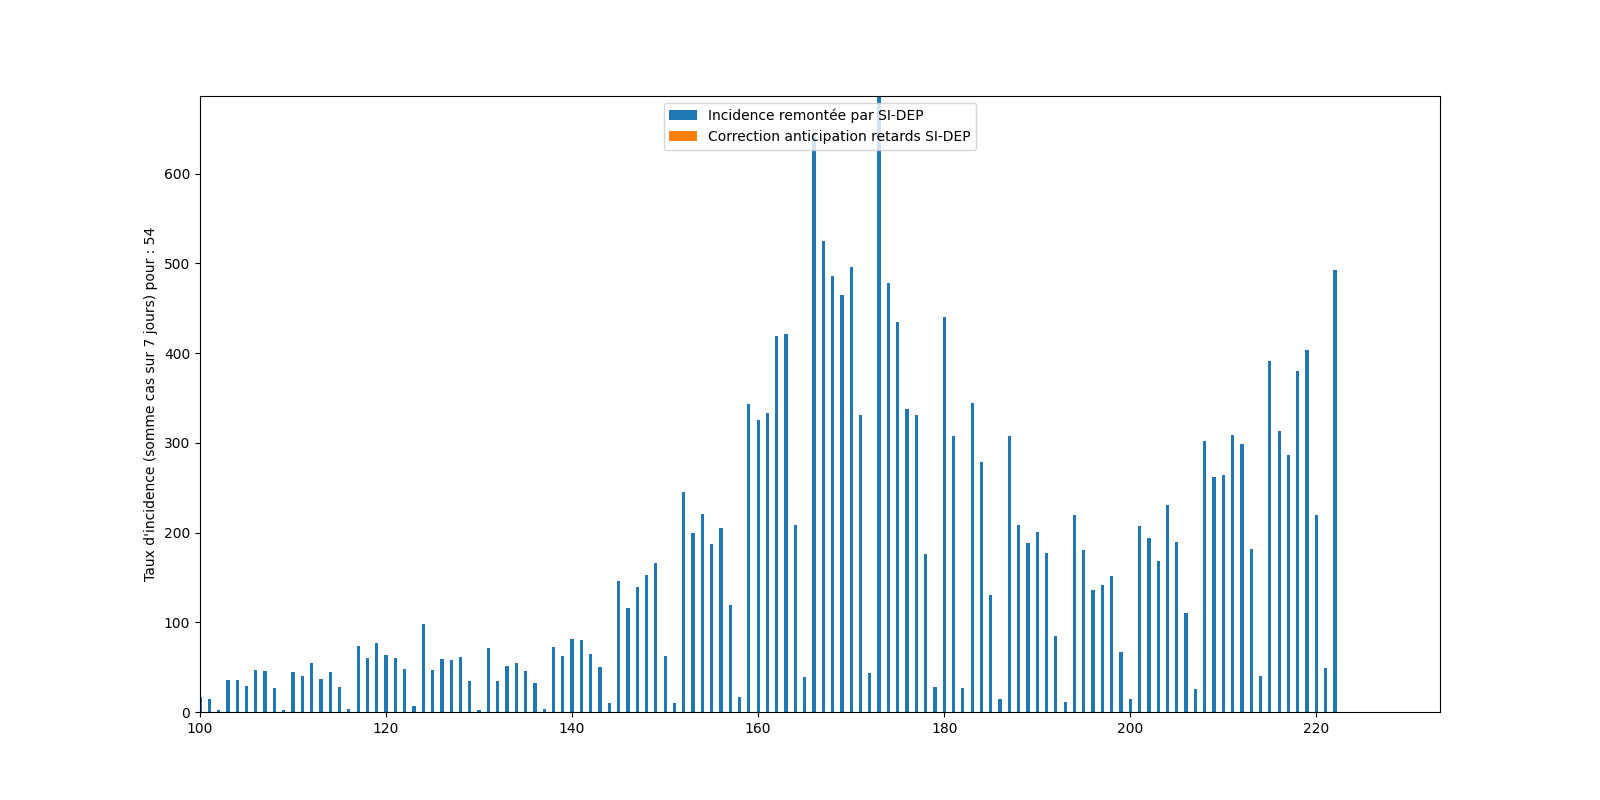 Incidence remontée par SI-DEP
Correction anticipation retards SI-DEP
Taux d'incidence (somme cas sur 7 jours) pour : 54
600
500
400
300
200
100
0
100 120 140 160 180 200 220